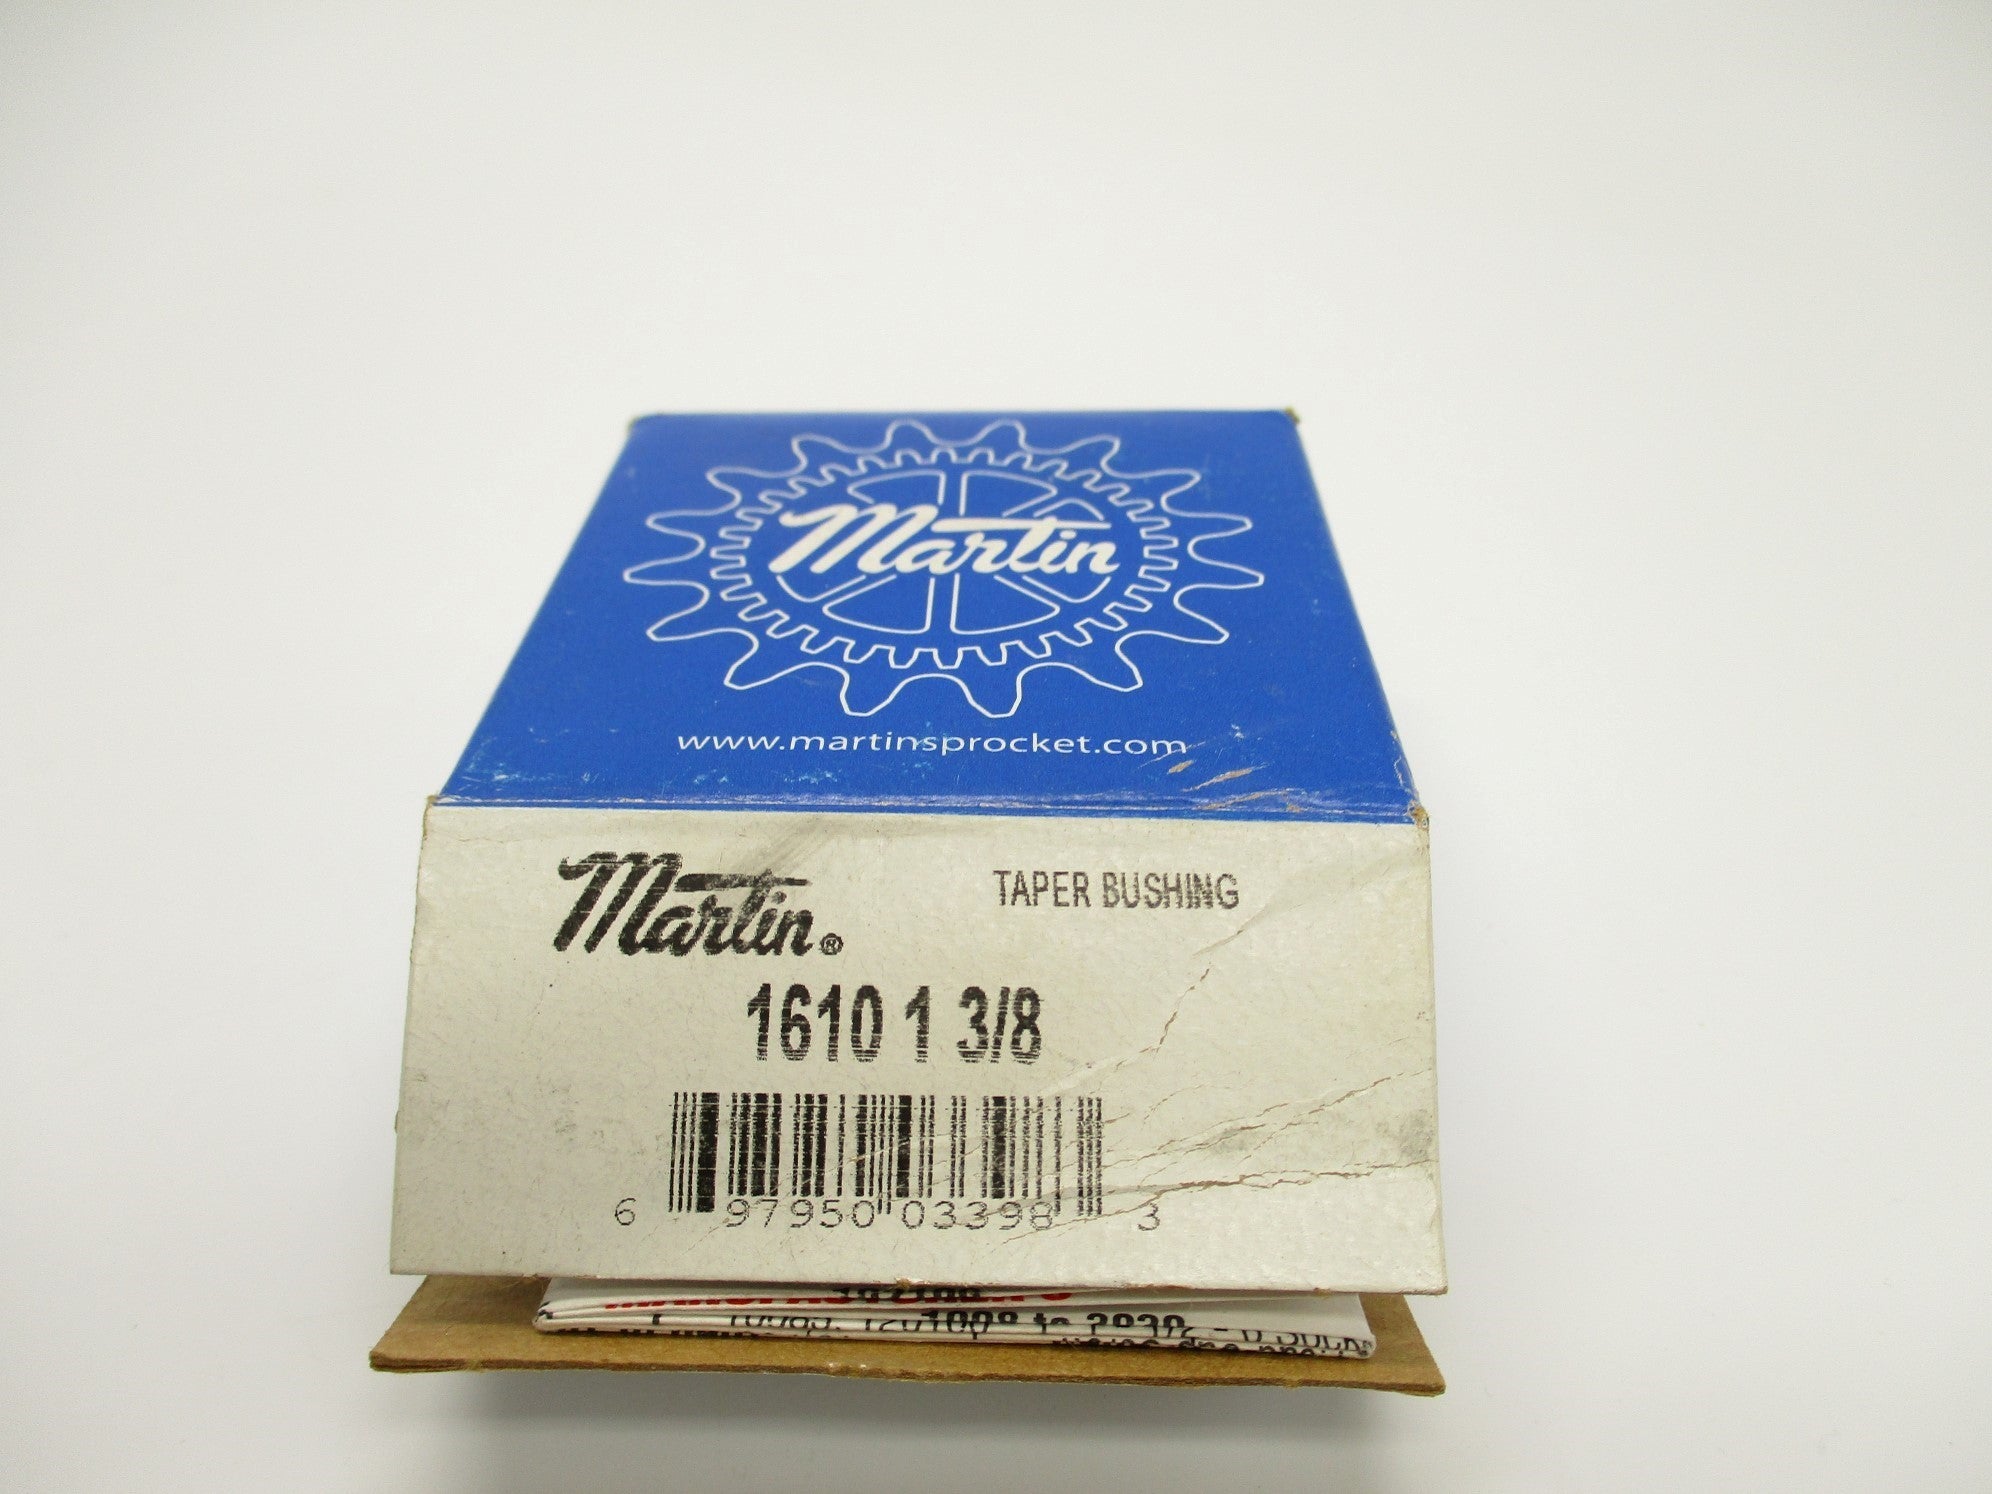 Martin
www.martinsprocket.com
Martin®
TAPER BUSHING
1610 1 3/8
6 97950 03398 3